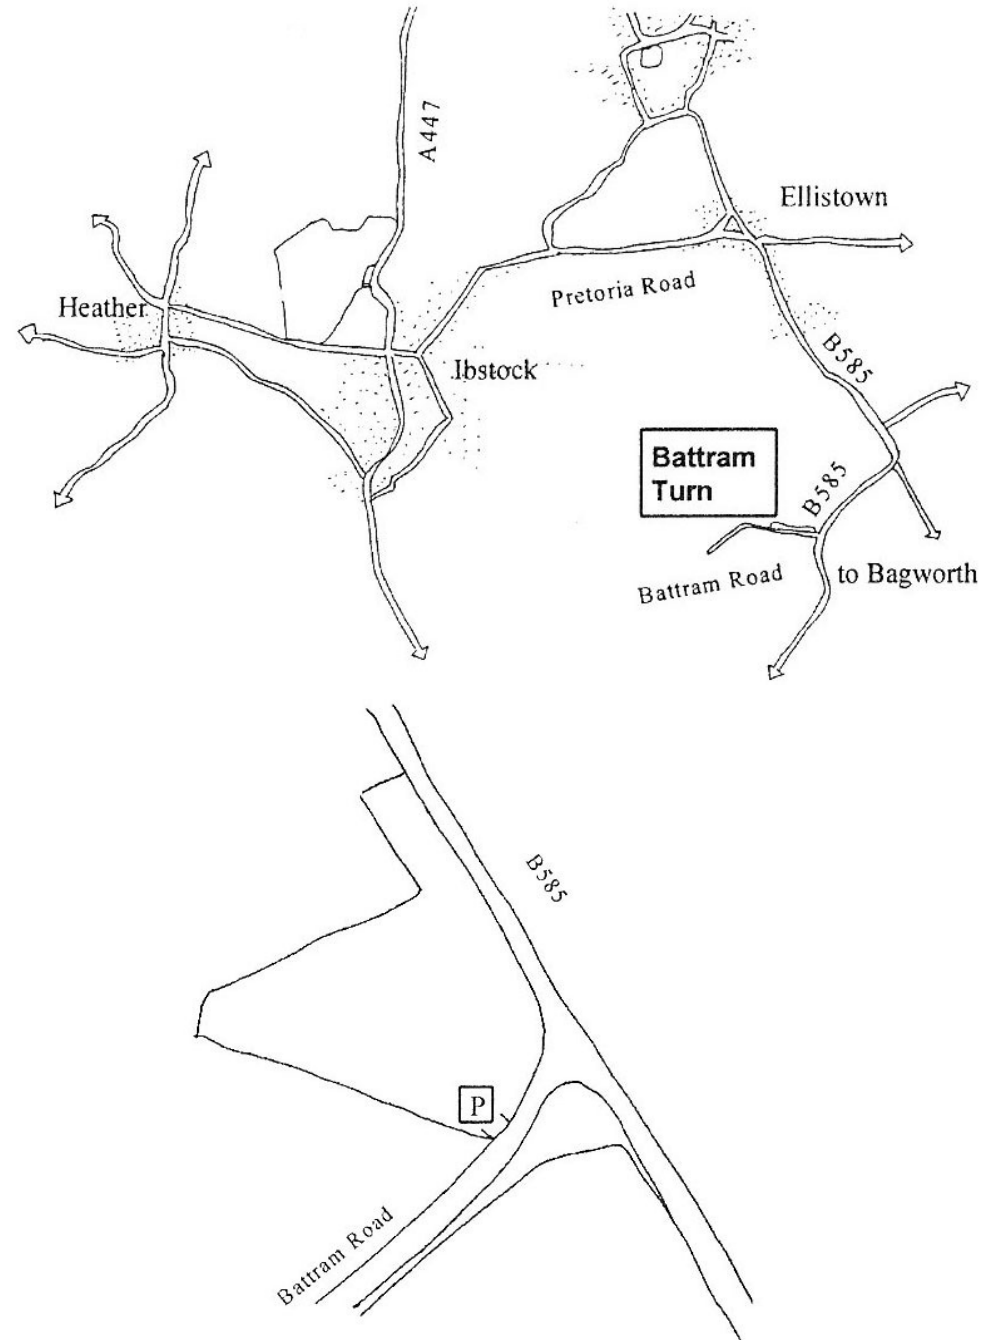 A447
Ellistown
Heather
Pretoria Road
Ibstock
B585
Battram
Turn
B585
Battram Road
to Bagworth
B585
P
Battram Road